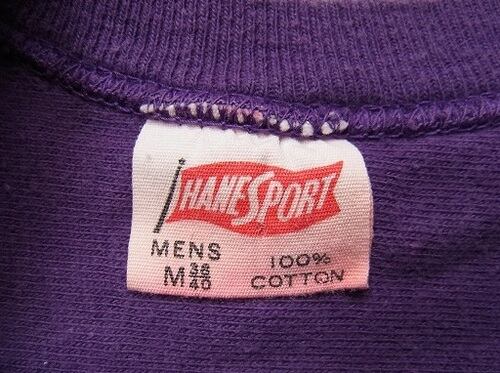 HANESPORT
MENS
M 38 40
100%
COTTON